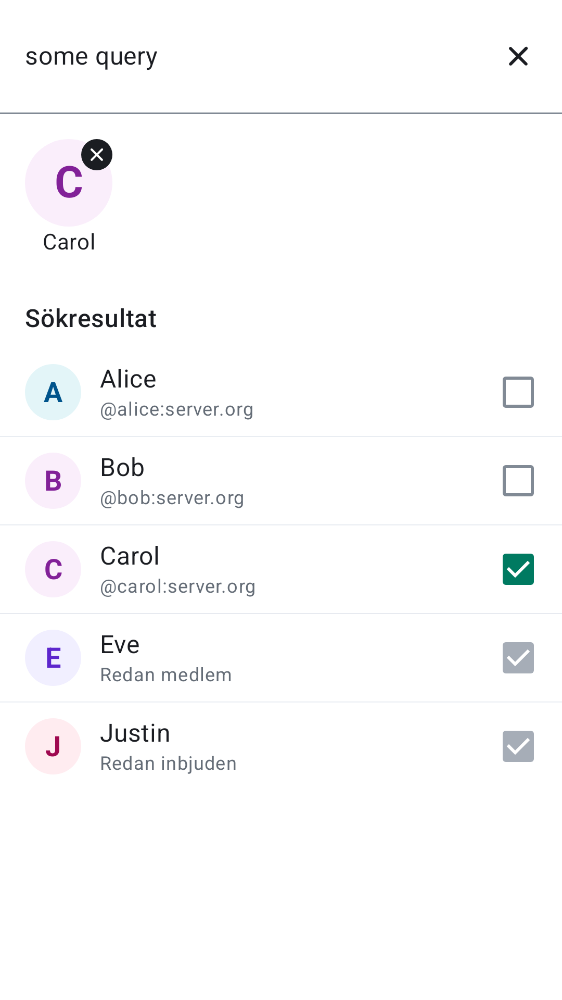 some query
C
Carol
Sökresultat
A
Alice
@alice:server.org
B
Bob
@bob:server.org
C
Carol
@carol:server.org
E
Eve
Redan medlem
J
Justin
Redan inbjuden